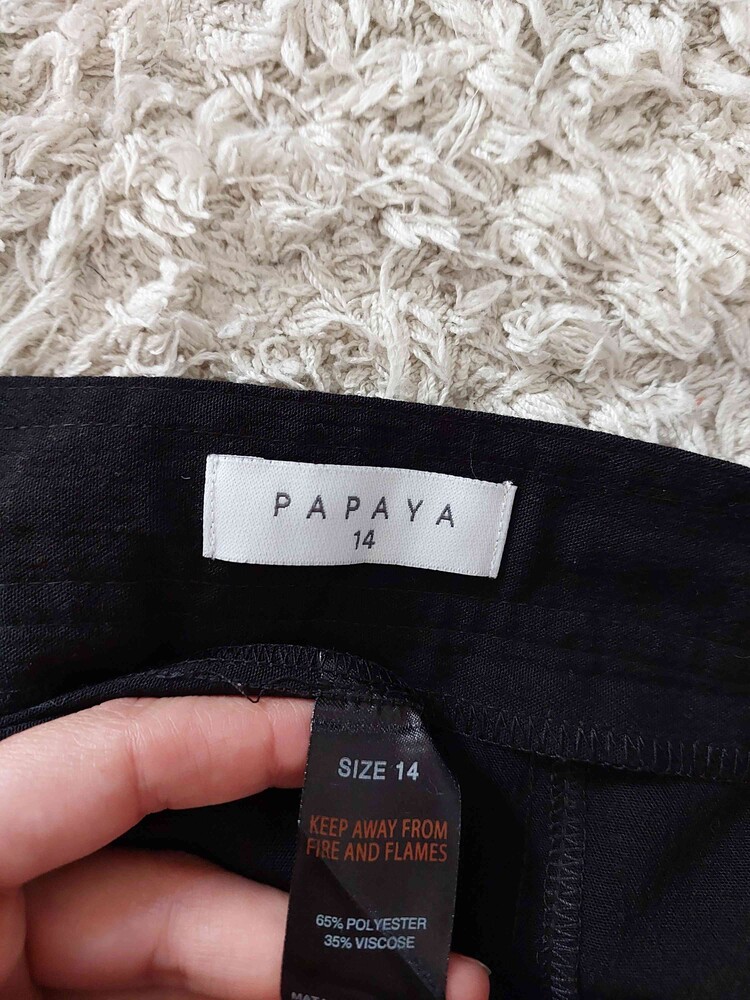 PAPAYA
14
SIZE 14
KEEP AWAY FROM
FIRE AND FLAMES
65% POLYESTER
35% VISCOSE